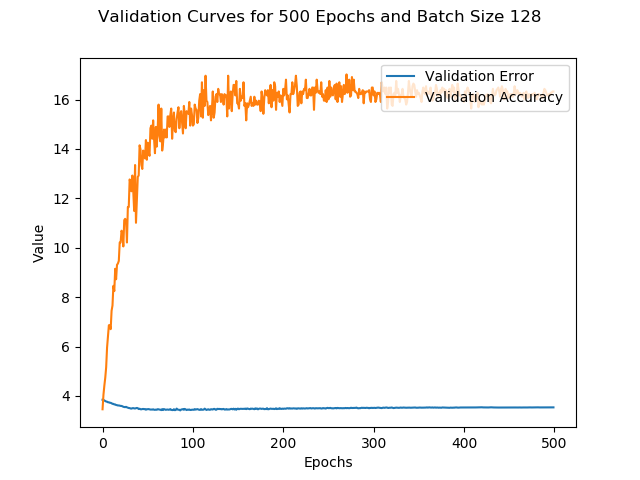 Validation Curves for 500 Epochs and Batch Size 128
Validation Error
Validation Accuracy
16
14
12
10
8
6
4
Value
0 100 200 300 400 500
Epochs